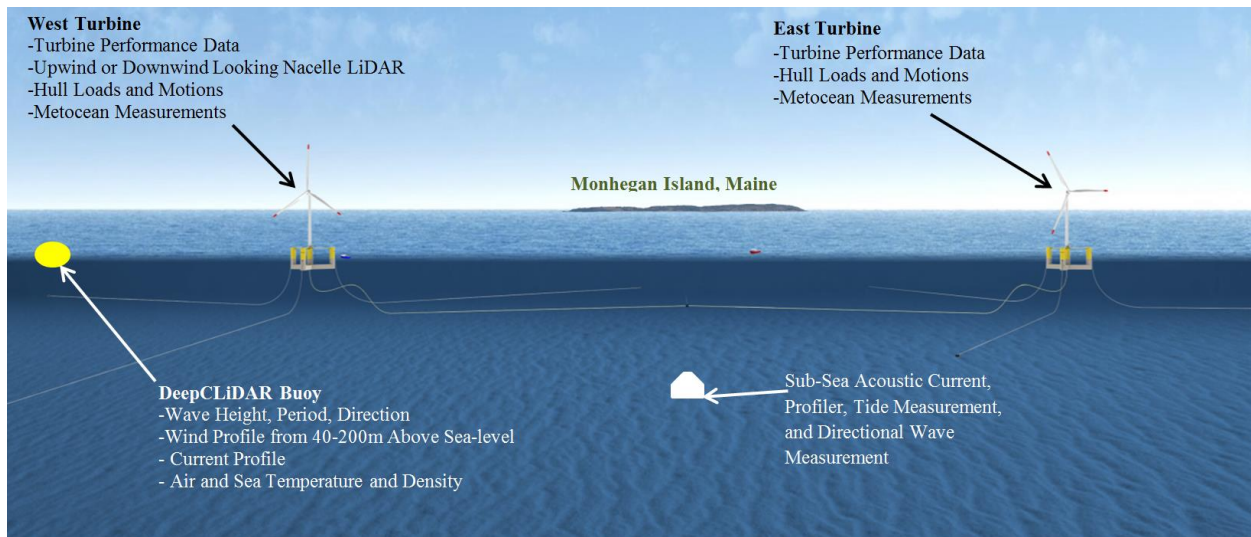 West Turbine
-Turbine Performance Data
-Upwind or Downwind Looking Nacelle LiDAR
-Hull Loads and Motions
-Metocean Measurements
East Turbine
-Turbine Performance Data
-Hull Loads and Motions
-Metocean Measurements
Monhegan Island, Maine
DeepCLiDAR Buoy
-Wave Height, Period, Direction
-Wind Profile from 40-200m Above Sea-level
- Current Profile
- Air and Sea Temperature and Density
Sub-Sea Acoustic Current,
Profiler, Tide Measurement,
and Directional Wave
Measurement